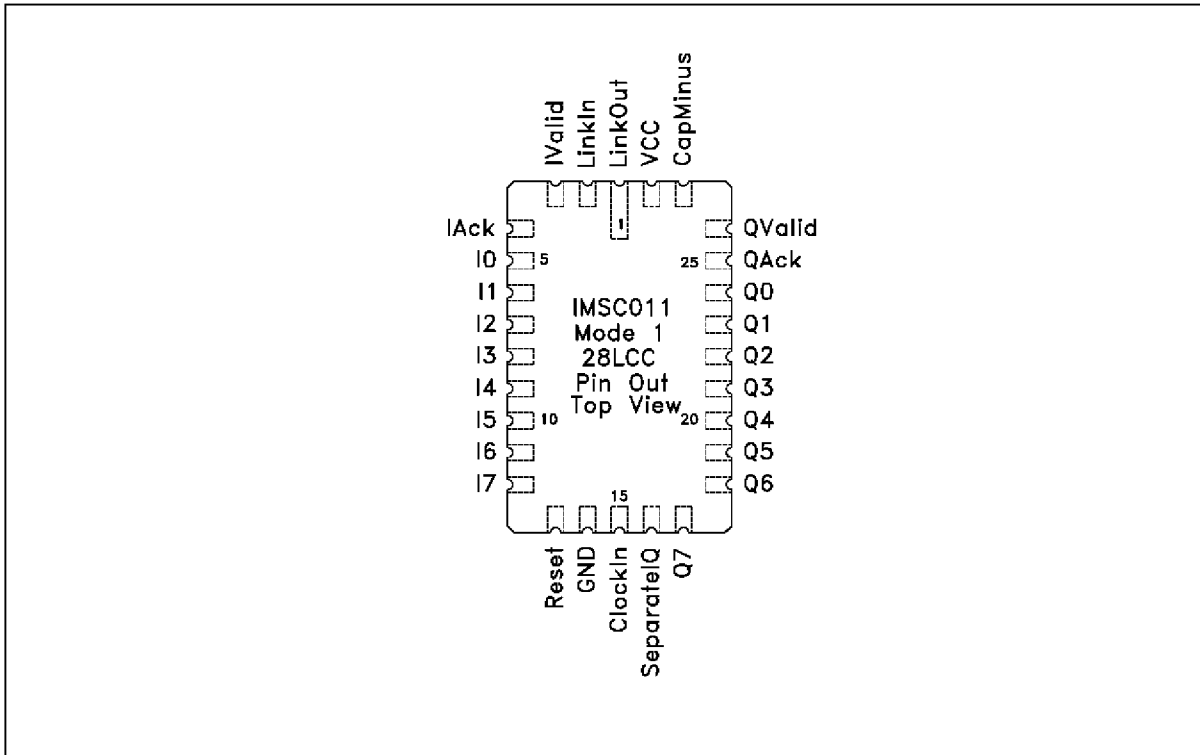 IValid
LinkIn
LinkOut
VCC
CapMinus
1
IAck
QValid
I0
5
25
QAck
I1
Q0
I2
Q1
I3
Q2
I4
Q3
I5
10
20
Q4
I6
Q5
I7
Q6
IMSC011
Mode 1
28LCC
Pin Out
Top View
15
Reset
GND
ClockIn
SeparateIQ
Q7